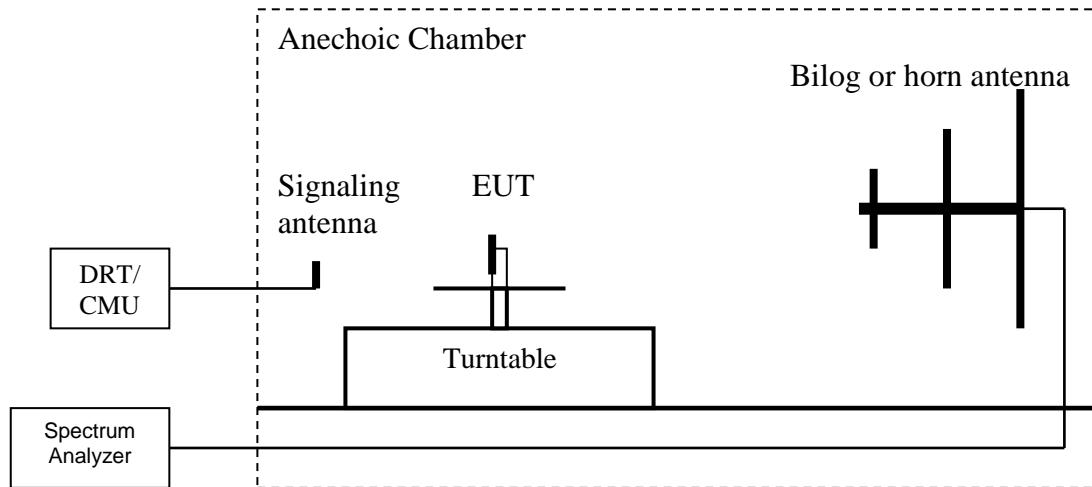 Anechoic Chamber
Bilog or horn antenna
Signaling
antenna
EUT
DRT/
CMU
Turntable
Spectrum
Analyzer